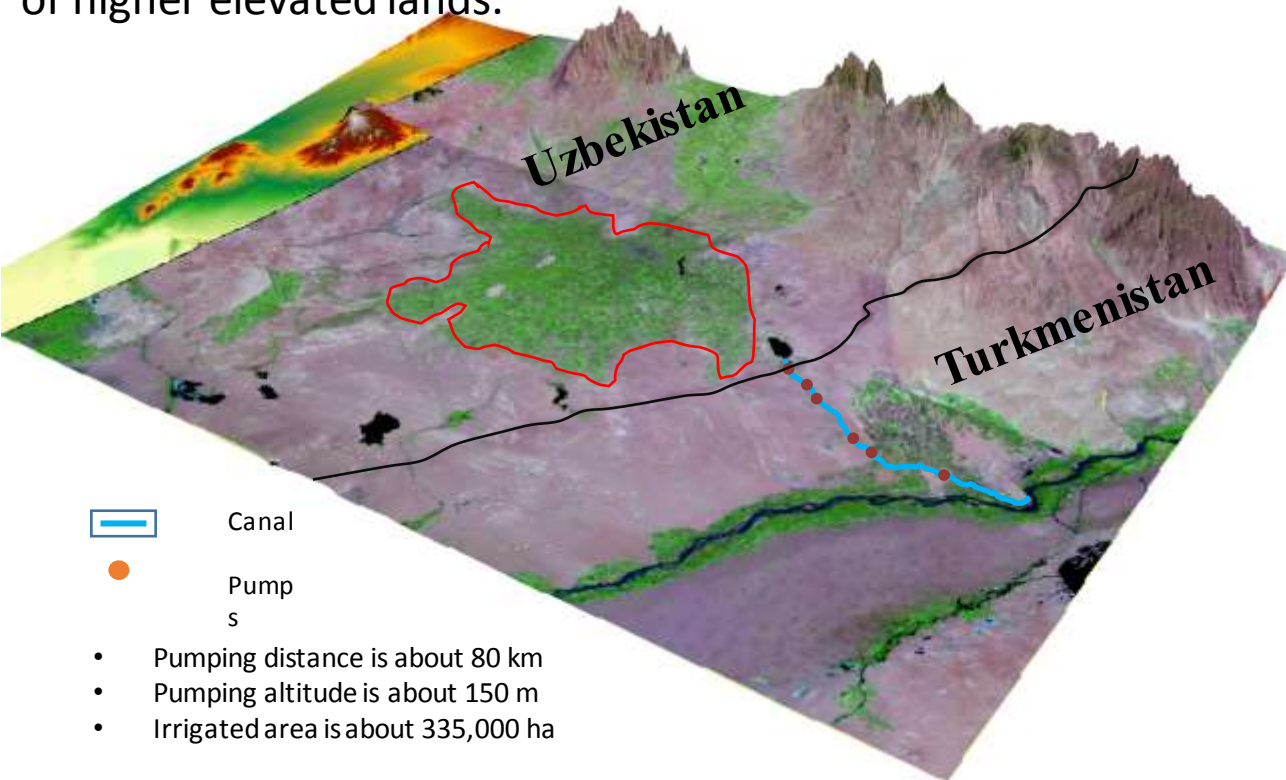 of higher elevated lands.
Uzbekistan
Turkmenistan
Canal
Pump
s
• Pumping distance is about 80 km
• Pumping altitude is about 150 m
• Irrigated area is about 335,000 ha